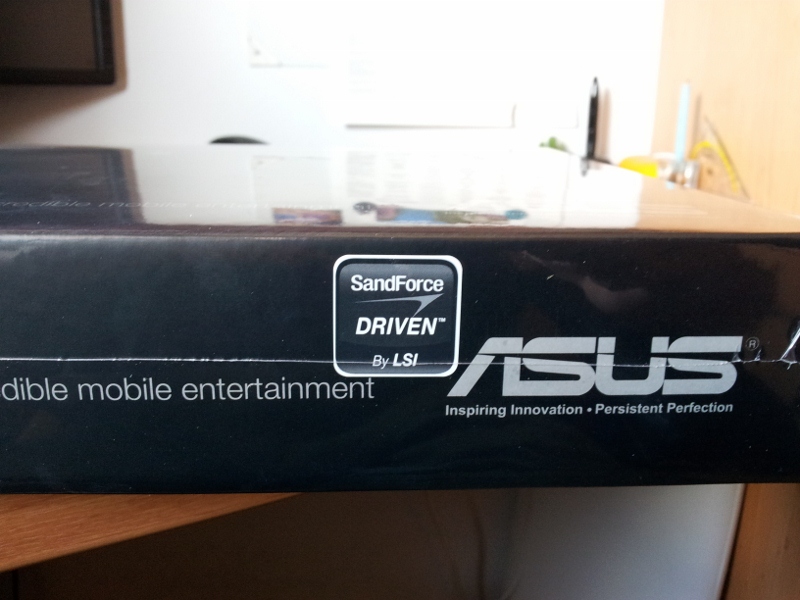 SandForce
DRIVEN™
By LSI
dible mobile entertainment
ASUS®
Inspiring Innovation • Persistent Perfection